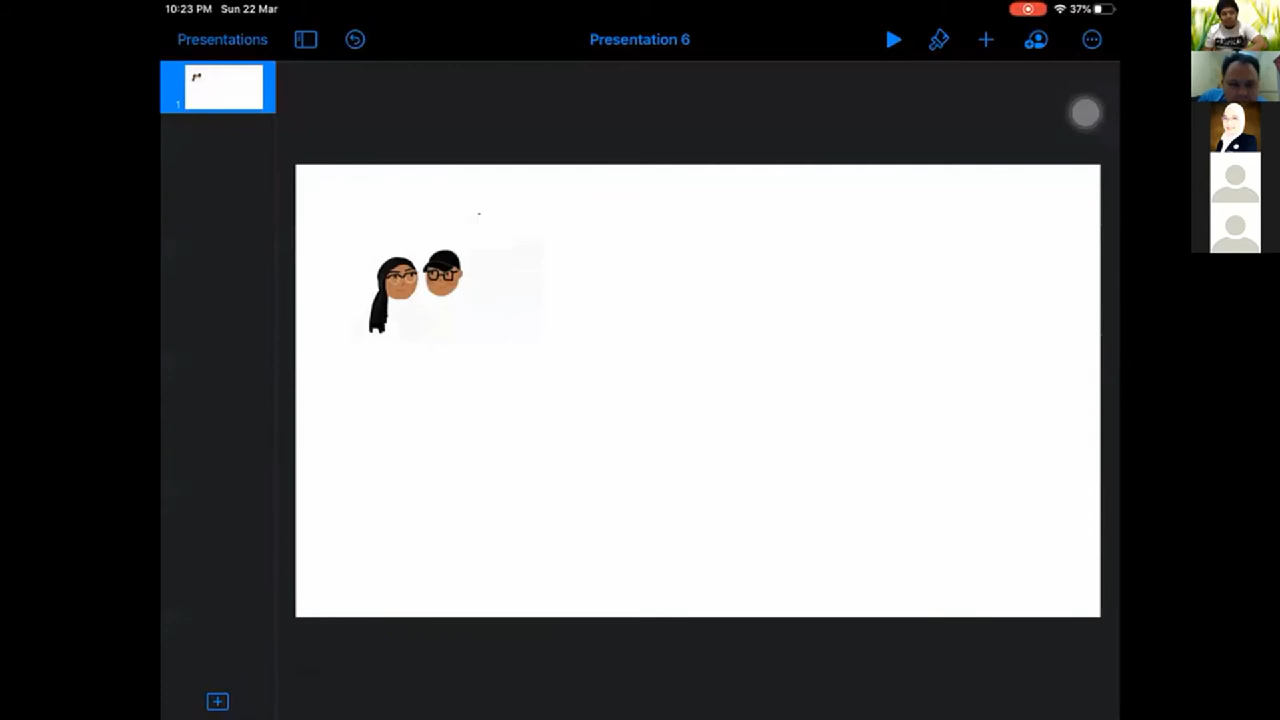 10:23 PM Sun 22 Mar
37%
Presentations
Presentation 6
1